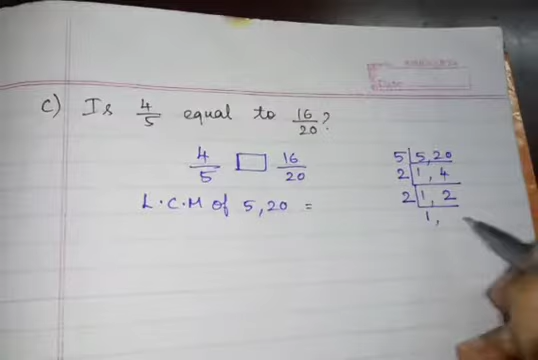 c) Is 4/5 equal to 16/20?
4/5 □ 16/20
L.C.M of 5,20 =
5 | 5,20
2 | 1, 4
2 | 1, 2
1,
Date